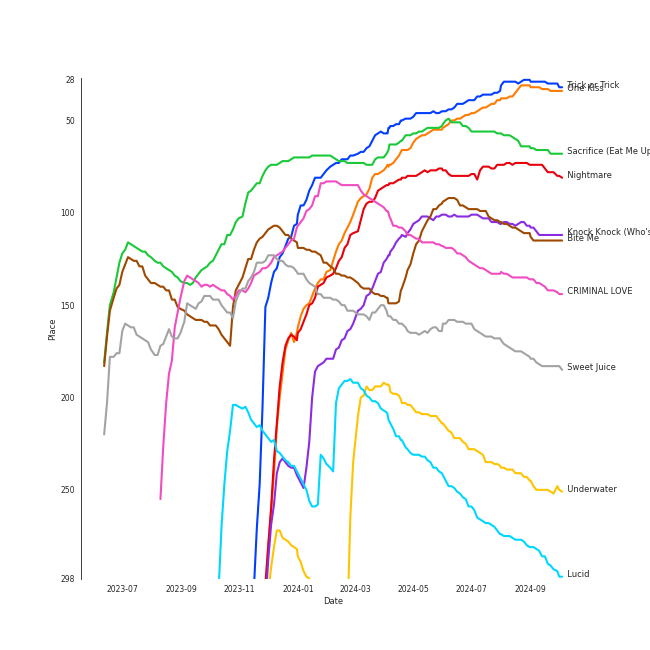 28
50
100
150
200
250
298
Place
2023-07
2023-09
2023-11
2024-01
2024-03
2024-05
2024-07
2024-09
Date
Trick or Trick
One Kiss
Sacrifice (Eat Me Up
Nightmare
Knock Knock (Who's
Bite Me
CRIMINAL LOVE
Sweet Juice
Underwater
Lucid